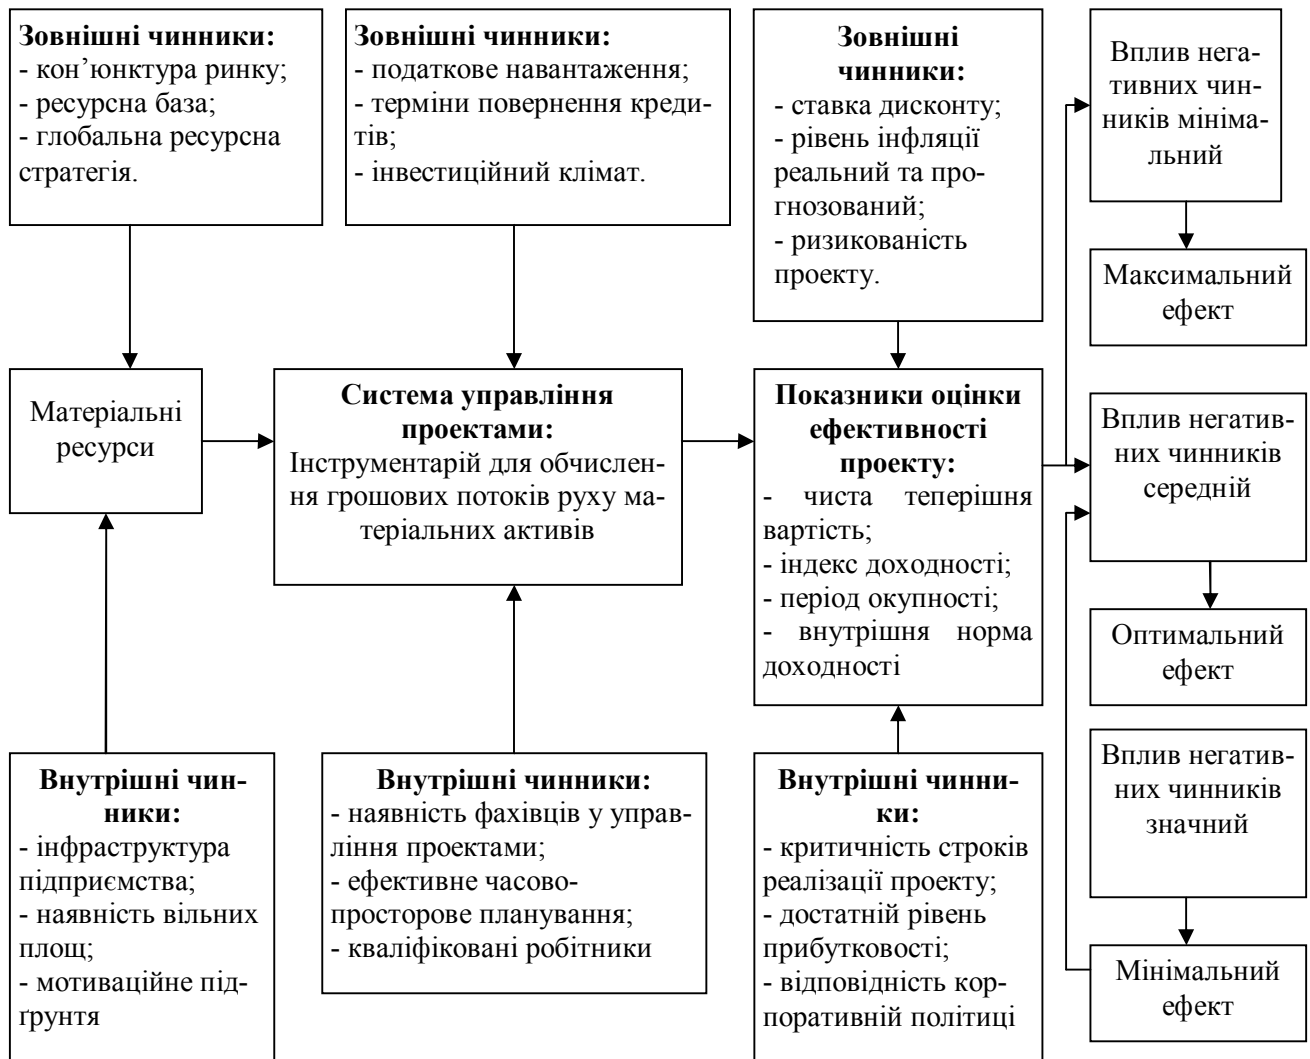 Зовнішні чинники:
- кон’юнктура ринку;
- ресурсна база;
- глобальна ресурсна
стратегія.
Зовнішні чинники:
- податкове навантаження;
- терміни повернення креди-
тів;
- інвестиційний клімат.
Зовнішні
чинники:
- ставка дисконту;
- рівень інфляції
реальний та про-
гнозований;
- ризикованість
проекту.
Вплив нега-
тивних чин-
ників мініма-
льний
Максимальний
ефект
Матеріальні
ресурси
Система управління
проектами:
Інструментарій для обчислен-
ня грошових потоків руху ма-
теріальних активів
Показники оцінки
ефективності
проекту:
- чиста теперішня
вартість;
- індекс доходності;
- період окупності;
- внутрішня норма
доходності
Вплив негатив-
них чинників
середній
Оптимальний
ефект
Внутрішні чин-
ники:
- інфраструктура
підприємства;
- наявність вільних
площ;
- мотиваційне під-
ґрунтя
Внутрішні чинники:
- наявність фахівців у управ-
ління проектами;
- ефективне часово-
просторове планування;
- кваліфіковані робітники
Внутрішні чинни-
ки:
- критичність строків
реалізації проекту;
- достатній рівень
прибутковості;
- відповідність кор-
поративній політиці
Вплив негатив-
них чинників
значний
Мінімальний
ефект